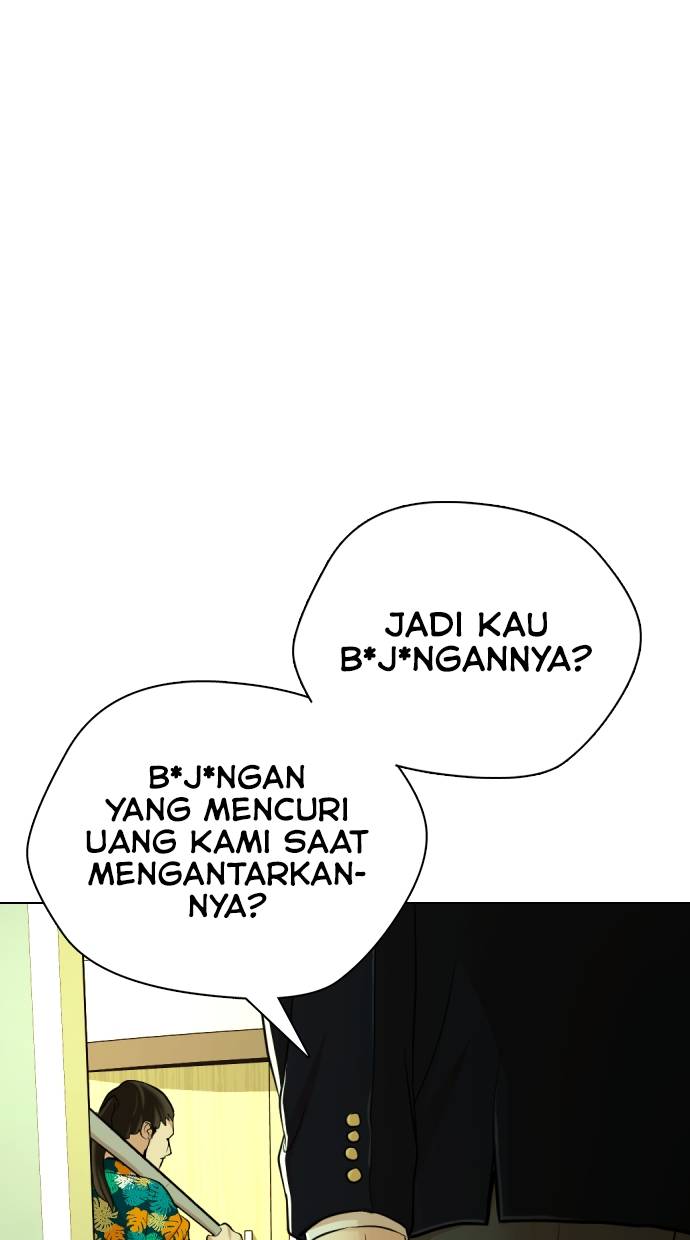 JADI KAU
B*J*NGANNYA?
B*J*NGAN
YANG MENCURI
UANG KAMI SAAT
MENGANTARKAN-
NYA?